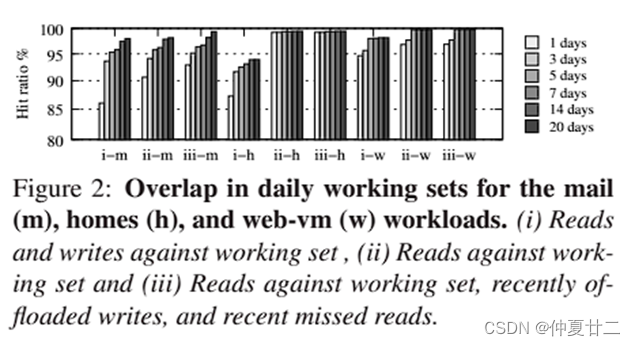 100
95
90
85
80
Hit ratio %
i-m ii-m iii-m i-h ii-h iii-h i-w ii-w iii-w
1 days
3 days
5 days
7 days
14 days
20 days
Figure 2: Overlap in daily working sets for the mail
(m), homes (h), and web-vm (w) workloads. (i) Reads
and writes against working set , (ii) Reads against work-
ing set and (iii) Reads against working set, recently of-
floaded writes, and recent missed reads.
CSDN @仲夏廿二